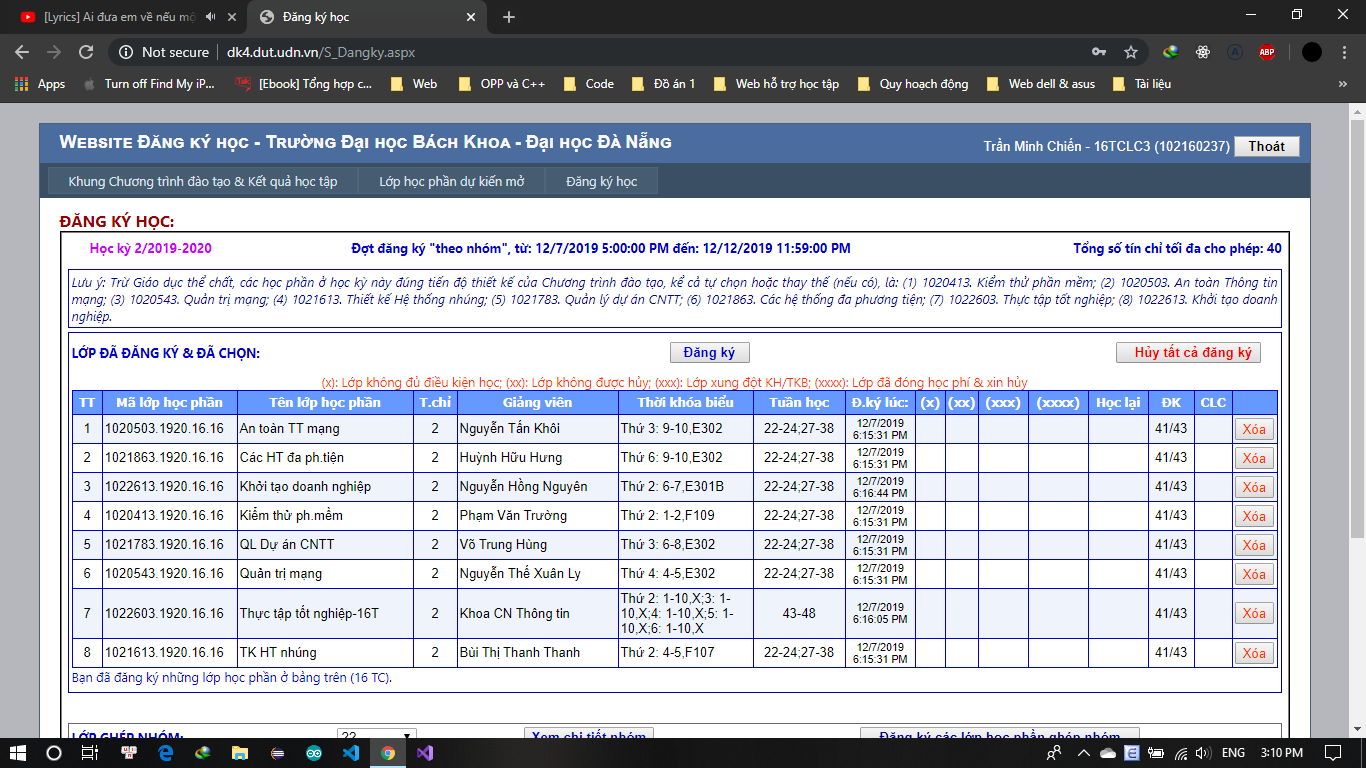 [Lyrics] Ai đưa em về nếu mộ
Đăng ký học
Not secure
dk4.dut.udn.vn/S_Dangky.aspx
ABP
Apps
Turn off Find My iP...
[Ebook] Tổng hợp c...
Web
OPP và C++
Code
Đồ án 1
Web hỗ trợ học tập
Quy hoạch động
Web dell & asus
Tài liệu
»
Website Đăng ký học - Trường Đại học Bách Khoa - Đại học Đà Nẵng
Trần Minh Chiến - 16TCLC3 (102160237) Thoát
Khung Chương trình đào tạo & Kết quả học tập Lớp học phần dự kiến mở Đăng ký học
ĐĂNG KÝ HỌC:
Học kỳ 2/2019-2020 Đợt đăng ký "theo nhóm", từ: 12/7/2019 5:00:00 PM đến: 12/12/2019 11:59:00 PM Tổng số tín chỉ tối đa cho phép: 40
Lưu ý: Trừ Giáo dục thể chất, các học phần ở học kỳ này đúng tiến độ thiết kế của Chương trình đào tạo, kể cả tự chọn hoặc thay thế (nếu có), là: (1) 1020413. Kiểm thử phần mềm; (2) 1020503. An toàn Thông tin
mạng; (3) 1020543. Quản trị mạng; (4) 1021613. Thiết kế Hệ thống nhúng; (5) 1021783. Quản lý dự án CNTT; (6) 1021863. Các hệ thống đa phương tiện; (7) 1022603. Thực tập tốt nghiệp; (8) 1022613. Khởi tạo doanh
nghiệp.
LỚP ĐÃ ĐĂNG KÝ & ĐÃ CHỌN: Đăng ký Hủy tất cả đăng ký
(x): Lớp không đủ điều kiện học; (xx): Lớp không được hủy; (xxx): Lớp xung đột KH/TKB; (xxxx): Lớp đã đóng học phí & xin hủy
TT Mã lớp học phần Tên lớp học phần T.chỉ Giảng viên Thời khóa biểu Tuần học Đ.ký lúc: (x) (xx) (xxx) (xxxx) Học lại ĐK CLC
1 1020503.1920.16.16 An toàn TT mạng 2 Nguyễn Tấn Khôi Thứ 3: 9-10,E302 22-24;27-38 12/7/2019 6:15:31 PM 41/43 Xóa
2 1021863.1920.16.16 Các HT đa ph.tiện 2 Huỳnh Hữu Hưng Thứ 6: 9-10,E302 22-24;27-38 12/7/2019 6:15:31 PM 41/43 Xóa
3 1022613.1920.16.16 Khởi tạo doanh nghiệp 2 Nguyễn Hồng Nguyên Thứ 2: 6-7,E301B 22-24;27-38 12/7/2019 6:16:44 PM 41/43 Xóa
4 1020413.1920.16.16 Kiểm thử ph.mềm 2 Phạm Văn Trường Thứ 2: 1-2,F109 22-24;27-38 12/7/2019 6:15:31 PM 41/43 Xóa
5 1021783.1920.16.16 QL Dự án CNTT 2 Võ Trung Hùng Thứ 3: 6-8,E302 22-24;27-38 12/7/2019 6:15:31 PM 41/43 Xóa
6 1020543.1920.16.16 Quản trị mạng 2 Nguyễn Thế Xuân Ly Thứ 4: 4-5,E302 22-24;27-38 12/7/2019 6:15:31 PM 41/43 Xóa
7 1022603.1920.16.16 Thực tập tốt nghiệp-16T 2 Khoa CN Thông tin Thứ 2: 1-10,X;3: 1-10,X;4: 1-10,X;5: 1-10,X;6: 1-10,X 43-48 12/7/2019 6:16:05 PM 41/43 Xóa
8 1021613.1920.16.16 TK HT nhúng 2 Bùi Thị Thanh Thanh Thứ 2: 4-5,F107 22-24;27-38 12/7/2019 6:15:31 PM 41/43 Xóa
Bạn đã đăng ký những lớp học phần ở bảng trên (16 TC).
LỚP GHÉP NHÓM: 22 Xem chi tiết nhóm Đăng ký các lớp học phần ghép nhóm
ENG 3:10 PM